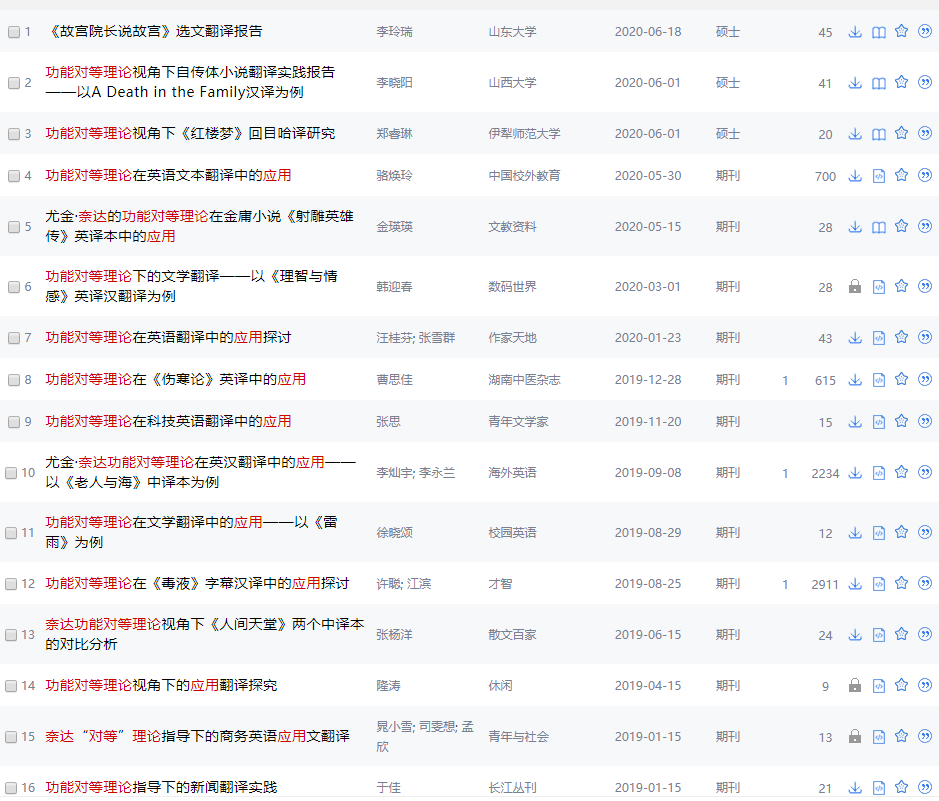 1 《故宫院长说故宫》选文翻译报告 李玲瑞 山东大学 2020-06-18 硕士 45
2 功能对等理论视角下自传体小说翻译实践报告
——以A Death in the Family汉译为例 李晓阳 山西大学 2020-06-01 硕士 41
3 功能对等理论视角下《红楼梦》回目哈译研究 郑睿琳 伊犁师范大学 2020-06-01 硕士 20
4 功能对等理论在英语文本翻译中的应用 骆焕玲 中国校外教育 2020-05-30 期刊 700
5 尤金·奈达的功能对等理论在金庸小说《射雕英雄
传》英译本中的应用 金瑛瑛 文教资料 2020-05-15 期刊 28
6 功能对等理论下的文学翻译——以《理智与情
感》英译汉翻译为例 韩迎春 数码世界 2020-03-01 期刊 28
7 功能对等理论在英语翻译中的应用探讨 汪桂芬; 张雪群 作家天地 2020-01-23 期刊 43
8 功能对等理论在《伤寒论》英译中的应用 曹思佳 湖南中医杂志 2019-12-28 期刊 1 615
9 功能对等理论在科技英语翻译中的应用 张思 青年文学家 2019-11-20 期刊 15
10 尤金·奈达功能对等理论在英汉翻译中的应用——
以《老人与海》中译本为例 李灿宇; 李永兰 海外英语 2019-09-08 期刊 1 2234
11 功能对等理论在文学翻译中的应用——以《雷
雨》为例 徐晓颂 校园英语 2019-08-29 期刊 12
12 功能对等理论在《毒液》字幕汉译中的应用探讨 许聪; 江滨 才智 2019-08-25 期刊 1 2911
13 奈达功能对等理论视角下《人间天堂》两个中译本
的对比分析 张杨洋 散文百家 2019-06-15 期刊 24
14 功能对等理论视角下的应用翻译探究 隆涛 休闲 2019-04-15 期刊 9
15 奈达“对等”理论指导下的商务英语应用文翻译 晁小雪; 司雯想; 孟
欣 青年与社会 2019-01-15 期刊 13
16 功能对等理论指导下的新闻翻译实践 于佳 长江丛刊 2019-01-15 期刊 21